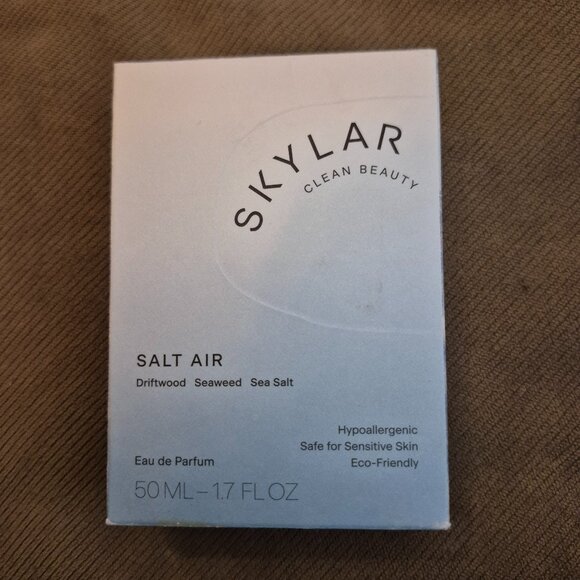 SKYLAR
CLEAN BEAUTY
SALT AIR
Driftwood Seaweed Sea Salt
Hypoallergenic
Safe for Sensitive Skin
Eco-Friendly
Eau de Parfum
50 ML – 1.7 FL OZ